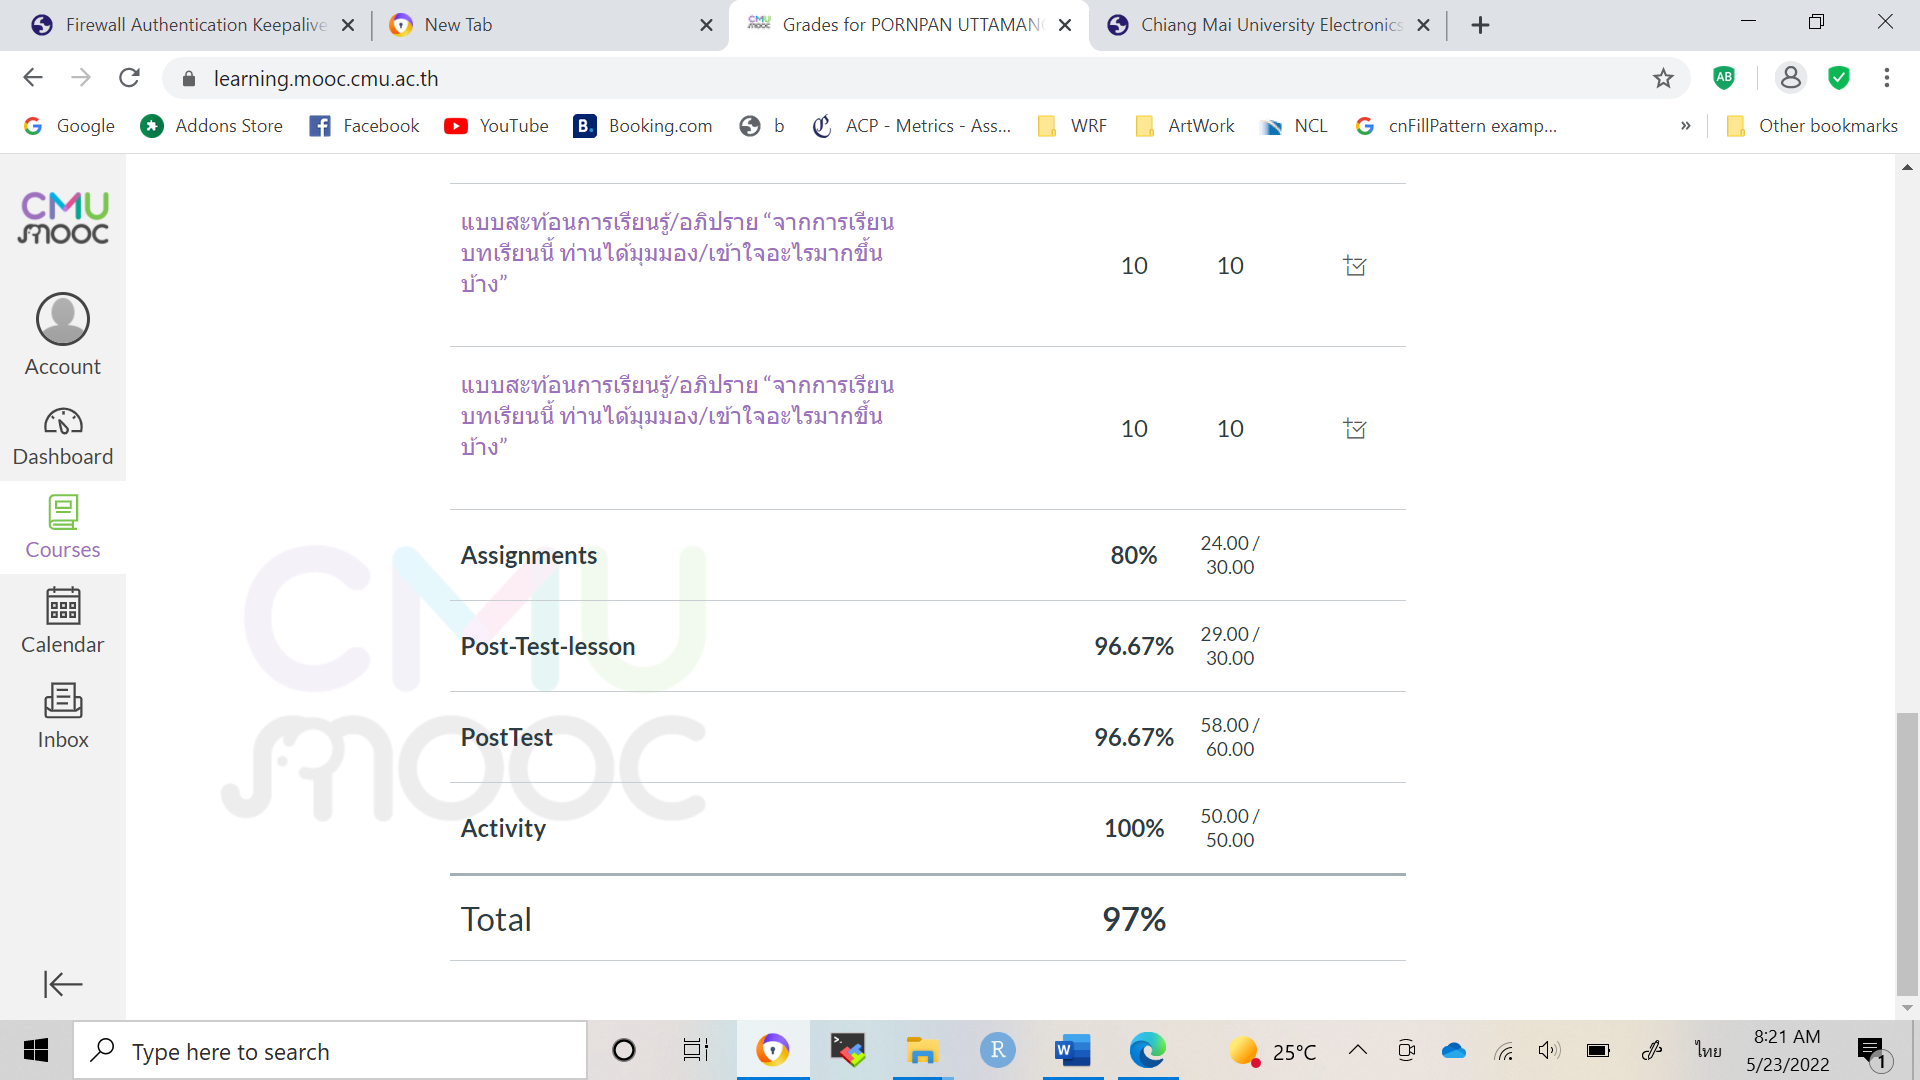 Firewall Authentication Keepalive
New Tab
Grades for PORNPAN UTTAMANG
Chiang Mai University Electronics
learning.mooc.cmu.ac.th
AB
Google
Addons Store
Facebook
YouTube
B.
Booking.com
b
ACP - Metrics - Ass...
WRF
ArtWork
NCL
cnFillPattern examp...
»
Other bookmarks
CMU
MOOC
Account
Dashboard
Courses
Calendar
Inbox
แบบสะท้อนการเรียนรู้/อภิปราย “จากการเรียน
บทเรียนนี้ ท่านได้มุมมอง/เข้าใจอะไรมากขึ้น
บ้าง”
10 10
แบบสะท้อนการเรียนรู้/อภิปราย “จากการเรียน
บทเรียนนี้ ท่านได้มุมมอง/เข้าใจอะไรมากขึ้น
บ้าง”
10 10
Assignments 80% 24.00 /
30.00
Post-Test-lesson 96.67% 29.00 /
30.00
PostTest 96.67% 58.00 /
60.00
Activity 100% 50.00 /
50.00
Total 97%
CMU
MOOC
Type here to search
R
W
25°C
ไทย
8:21 AM
5/23/2022
1